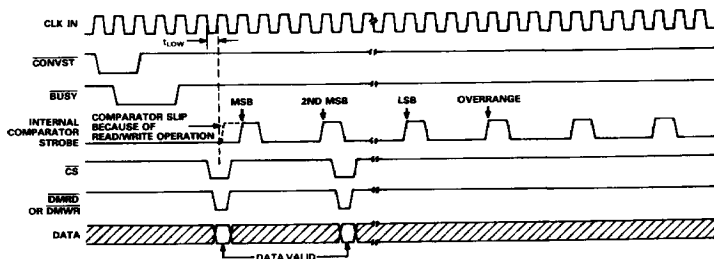 CLK IN
tLOW
CONVST
BUSY
MSB
2ND MSB
LSB
OVERRANGE
INTERNAL
COMPARATOR
STROBE
COMPARATOR SLIP
BECAUSE OF
READ/WRITE OPERATION
CS
DMRD
OR DMWR
DATA
DATA VALID